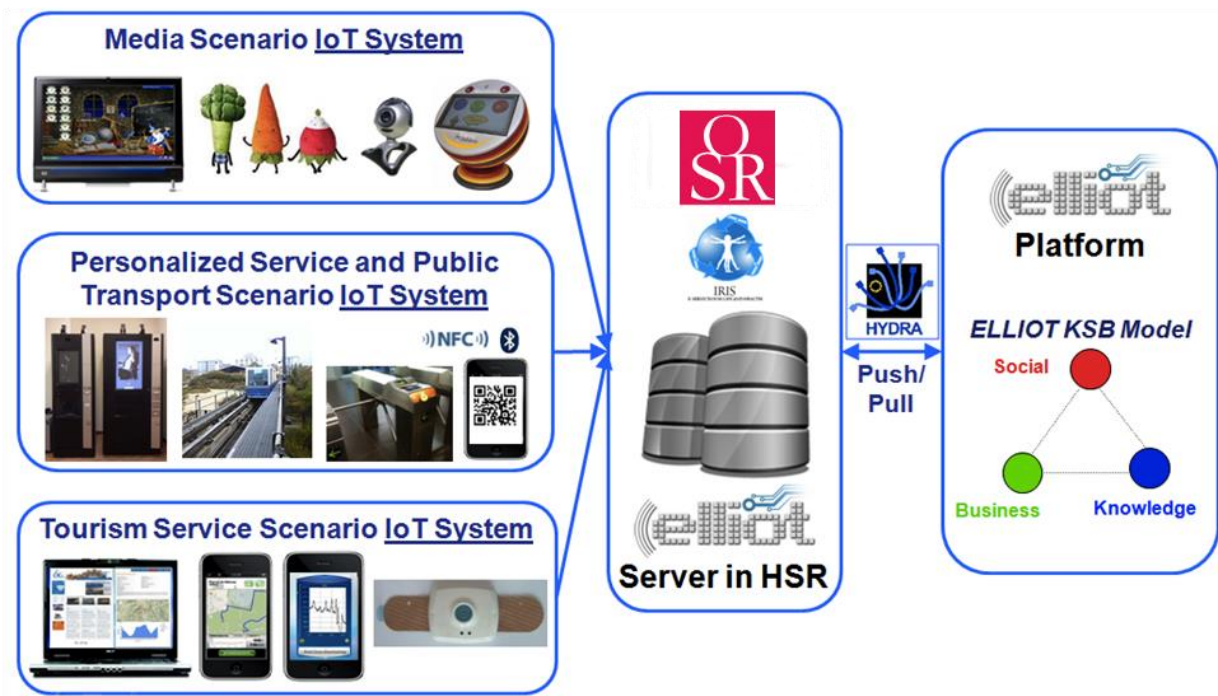 Media Scenario IoT System
Personalized Service and Public
Transport Scenario IoT System
NFC
Tourism Service Scenario IoT System
OSR
IRIS
elliot
Server in HSR
HYDRA
Push/
Pull
elliot
Platform
ELLIOT KSB Model
Social
Business
Knowledge